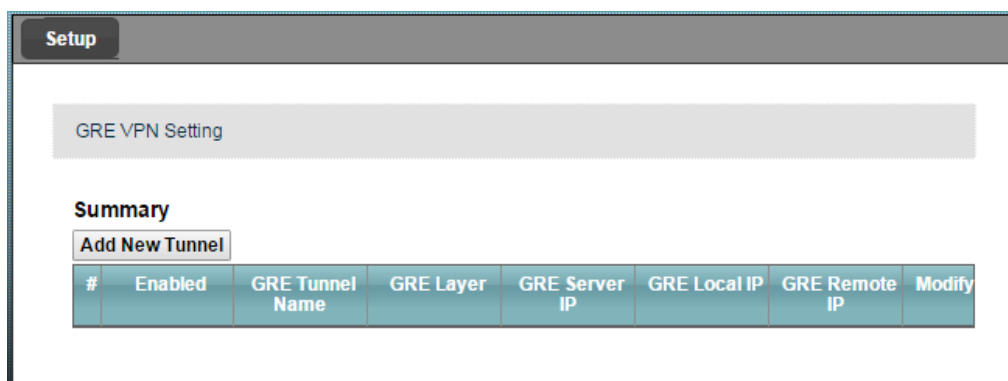 Setup
GRE VPN Setting
Summary
Add New Tunnel
# Enabled GRE Tunnel Name GRE Layer GRE Server IP GRE Local IP GRE Remote IP Modify